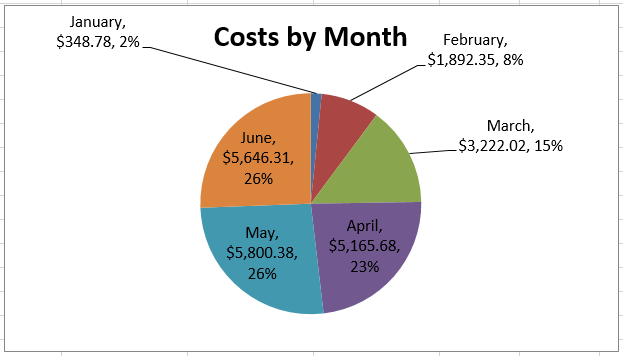 Costs by Month
January,
$348.78, 2%
February,
$1,892.35, 8%
March,
$3,222.02, 15%
April,
$5,165.68,
23%
May,
$5,800.38,
26%
June,
$5,646.31,
26%